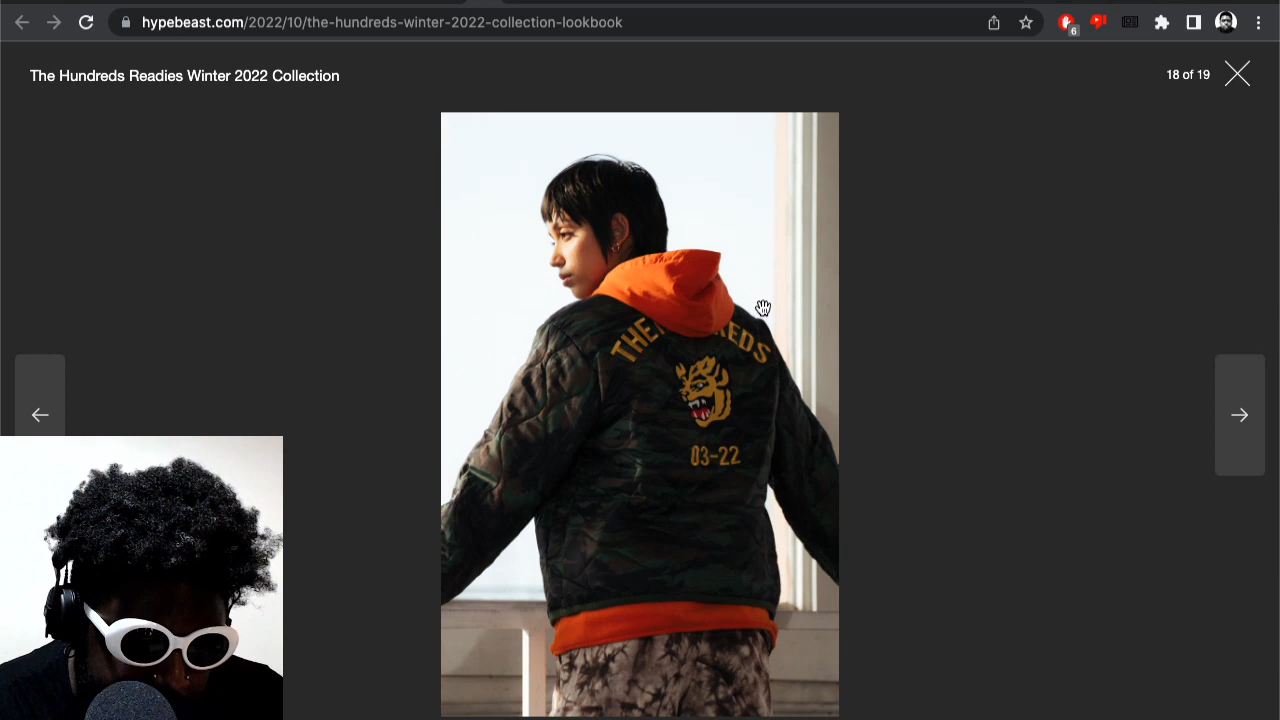 hypebeast.com/2022/10/the-hundreds-winter-2022-collection-lookbook
6
The Hundreds Readies Winter 2022 Collection
18 of 19
03-22